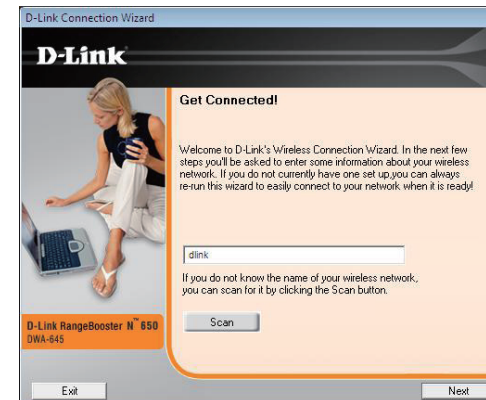 D-Link Connection Wizard
D-Link
Get Connected!
Welcome to D-Link's Wireless Connection Wizard. In the next few
steps you'll be asked to enter some information about your wireless
network. If you do not currently have one set up,you can always
re-run this wizard to easily connect to your network when it is ready!
dlink
If you do not know the name of your wireless network,
you can scan for it by clicking the Scan button.
Scan
D-Link RangeBooster N™650
DWA-645
Exit
Next